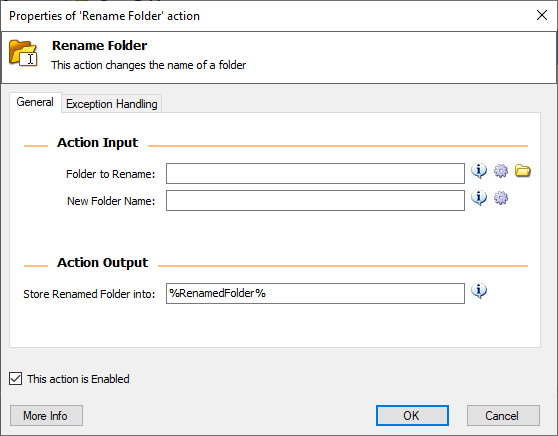 Properties of 'Rename Folder' action
Rename Folder
This action changes the name of a folder
General
Exception Handling
Action Input
Folder to Rename:
New Folder Name:
Action Output
Store Renamed Folder into: %RenamedFolder%
This action is Enabled
More Info
OK
Cancel